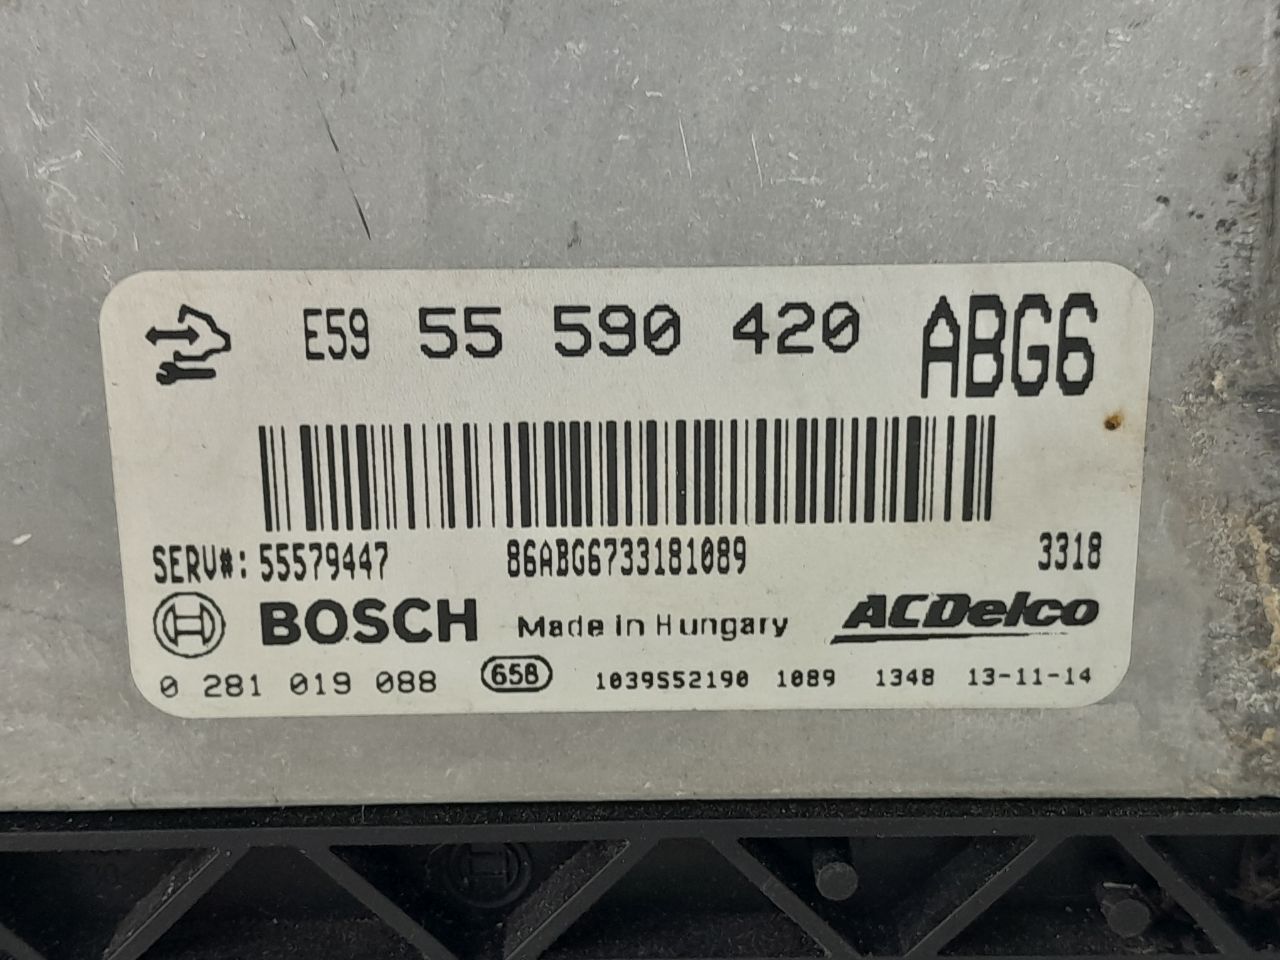 E59 55 590 420 ABG6
SERV#: 55579447 86ABG6733181089 3318
BOSCH Made in Hungary ACDelco
0 281 019 088 658 1039S52190 1089 1348 13-11-14